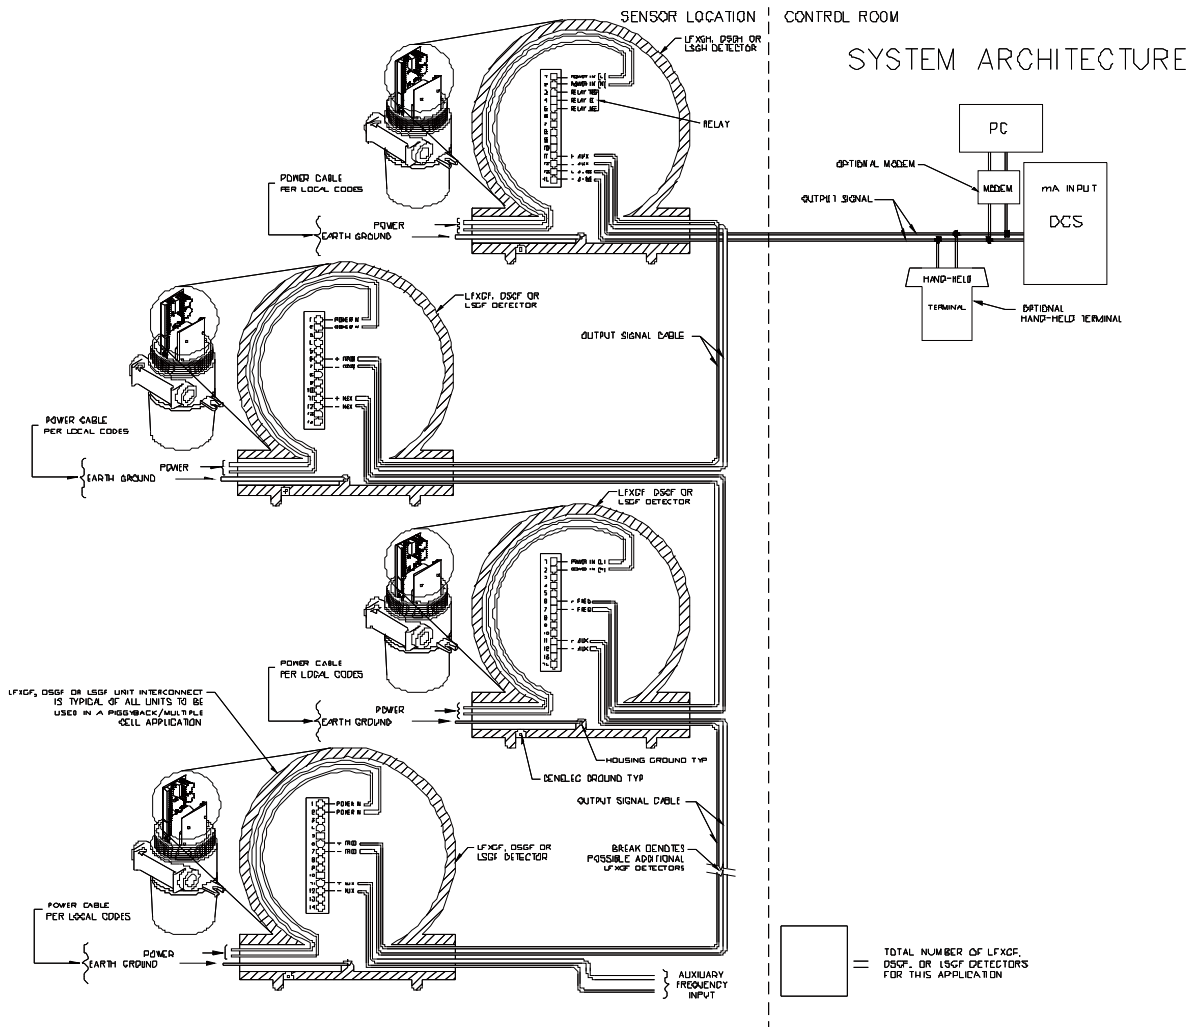 SENSOR LOCATION
CONTROL ROOM
SYSTEM ARCHITECTURE
LFXGH, DSGH OR
LSGH DETECTOR
RELAY
POWER CABLE
PER LOCAL CODES
POWER
EARTH GROUND
PC
OPTIONAL MODEM
MODEM
mA INPUT
DCS
OUTPUT SIGNAL
HAND-HELD
TERMINAL
OPTIONAL
HAND-HELD TERMINAL
LFXGF, DSGF OR
LSGF DETECTOR
OUTPUT SIGNAL CABLE
POWER CABLE
PER LOCAL CODES
POWER
EARTH GROUND
LFXGF DSGF OR
LSGF DETECTOR
POWER CABLE
PER LOCAL CODES
POWER
EARTH GROUND
LFXGF, DSGF OR LSGF UNIT INTERCONNECT
IS TYPICAL OF ALL UNITS TO BE
USED IN A PIGGYBACK/MULTIPLE
CELL APPLICATION
HOUSING GROUND TYP
CENELEC GROUND TYP
OUTPUT SIGNAL CABLE
LFXGF, DSGF OR
LSGF DETECTOR
BREAK DENOTES
POSSIBLE ADDITIONAL
LFXGF DETECTORS
POWER CABLE
PER LOCAL CODES
POWER
EARTH GROUND
AUXILIARY
FREQUENCY
INPUT
= TOTAL NUMBER OF LFXGF,
DSGF, OR LSGF DETECTORS
FOR THIS APPLICATION